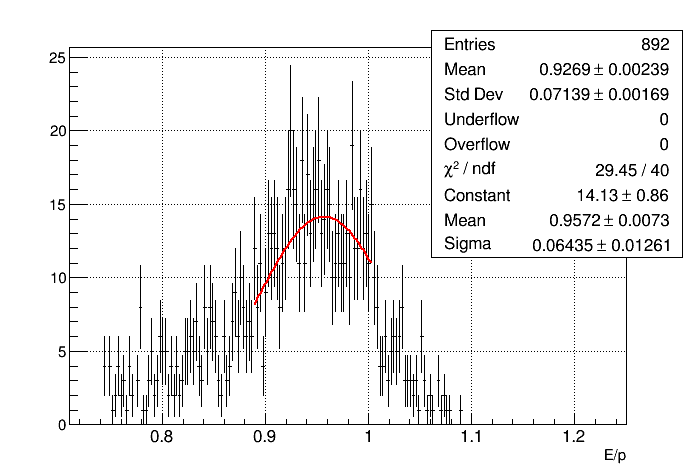 Entries 892
Mean 0.9269 ± 0.00239
Std Dev 0.07139 ± 0.00169
Underflow 0
Overflow 0
χ² / ndf 29.45 / 40
Constant 14.13 ± 0.86
Mean 0.9572 ± 0.0073
Sigma 0.06435 ± 0.01261
25
20
15
10
5
0
0.8 0.9 1 1.1 1.2
E/p